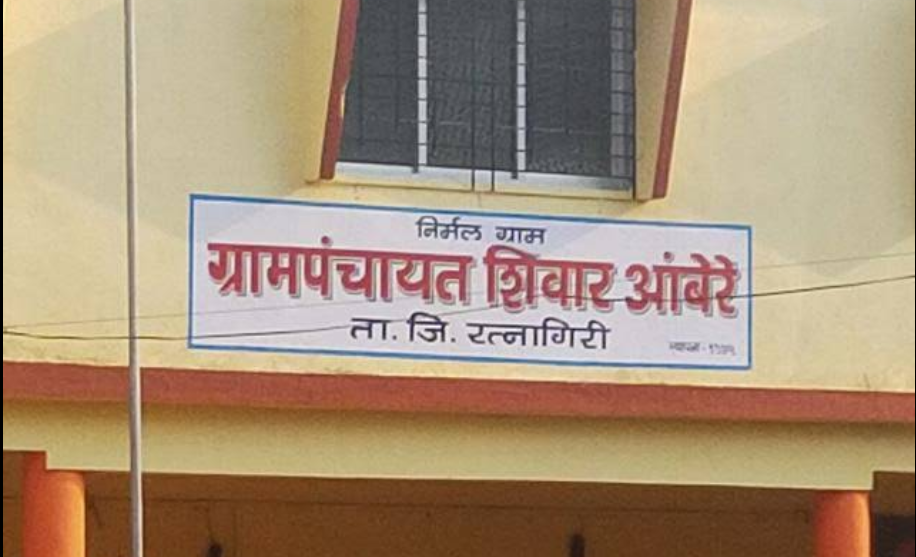 निर्मल ग्राम
ग्रामपंचायत शिवार आंबेरे
ता. जि. रत्नागिरी